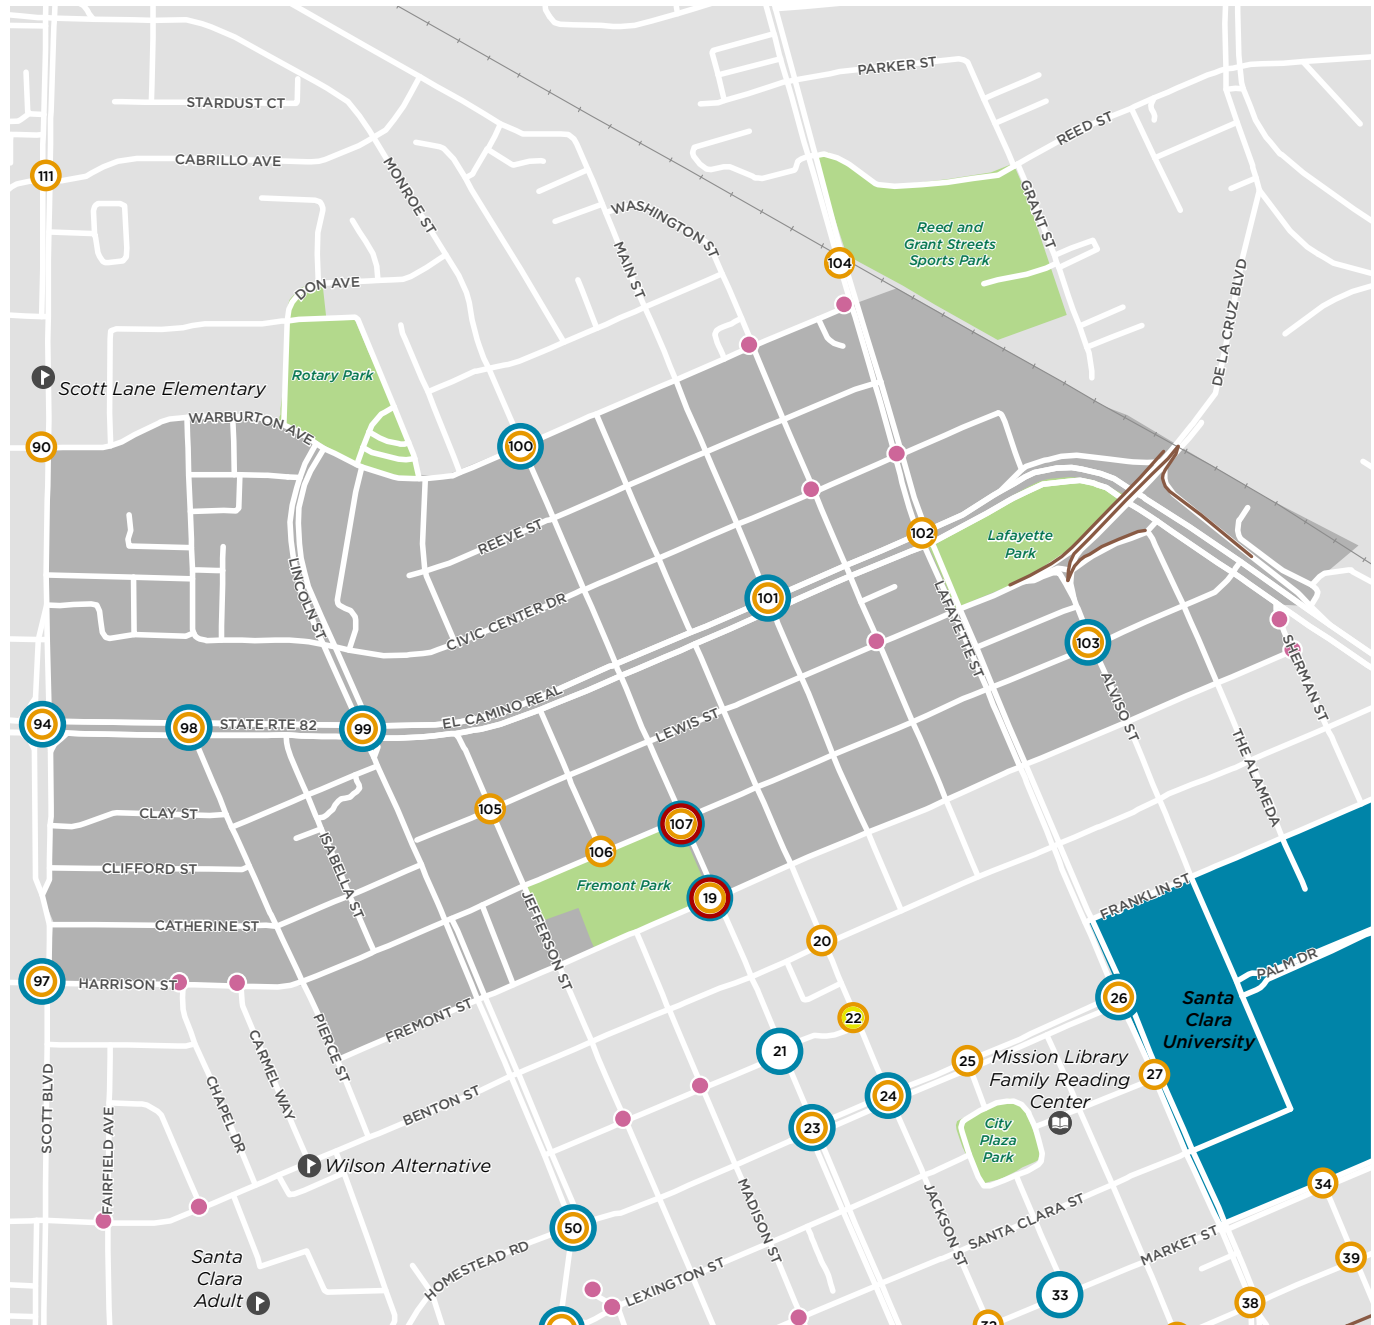 PARKER ST
STARDUST CT
REED ST
CABRILLO AVE
111
MONROE ST
WASHINGTON ST
GRANT ST
Reed and
Grant Streets
Sports Park
MAIN ST
104
DON AVE
DE LA CRUZ BLVD
Rotary Park
Scott Lane Elementary
WARBURTON AVE
90
100
REEVE ST
102
Lafayette
Park
LINCOLN ST
101
CIVIC CENTER DR
LAFAYETTE ST
103
SHERMAN ST
ALVISO ST
94
98
STATE RTE 82
99
EL CAMINO REAL
LEWIS ST
THE ALAMEDA
CLAY ST
105
107
ISABELLA ST
106
CLIFFORD ST
Fremont Park
19
JEFFERSON ST
FRANKLIN ST
CATHERINE ST
20
97
HARRISON ST
PALM DR
26
Santa
Clara
University
FREMONT ST
22
PIERCE ST
CARMEL WAY
21
25
Mission Library
Family Reading
Center
27
SCOTT BLVD
CHAPEL DR
BENTON ST
24
23
City
Plaza
Park
FAIRFIELD AVE
Wilson Alternative
34
MADISON ST
JACKSON ST
SANTA CLARA ST
50
MARKET ST
39
HOMESTEAD RD
Santa
Clara
Adult
LEXINGTON ST
33
38
32